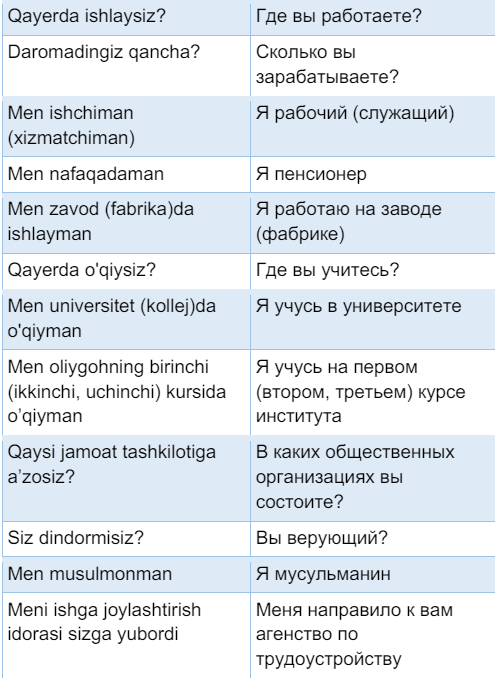 Qayerda ishlaysiz?
Где вы работаете?
Daromadingiz qancha?
Сколько вы
зарабатываете?
Men ishchiman
(xizmatchiman)
Я рабочий (служащий)
Men nafaqadaman
Я пенсионер
Men zavod (fabrika)da
ishlayman
Я работаю на заводе
(фабрике)
Qayerda o'qiysiz?
Где вы учитесь?
Men universitet (kollej)da
o'qiyman
Я учусь в университете
Men oliygohning birinchi
(ikkinchi, uchinchi) kursida
o’qiyman
Я учусь на первом
(втором, третьем) курсе
института
Qaysi jamoat tashkilotiga
a’zosiz?
В каких общественных
организациях вы
состоите?
Siz dindormisiz?
Вы верующий?
Men musulmonman
Я мусульманин
Meni ishga joylashtirish
idorasi sizga yubordi
Меня направило к вам
агенство по
трудоустройству